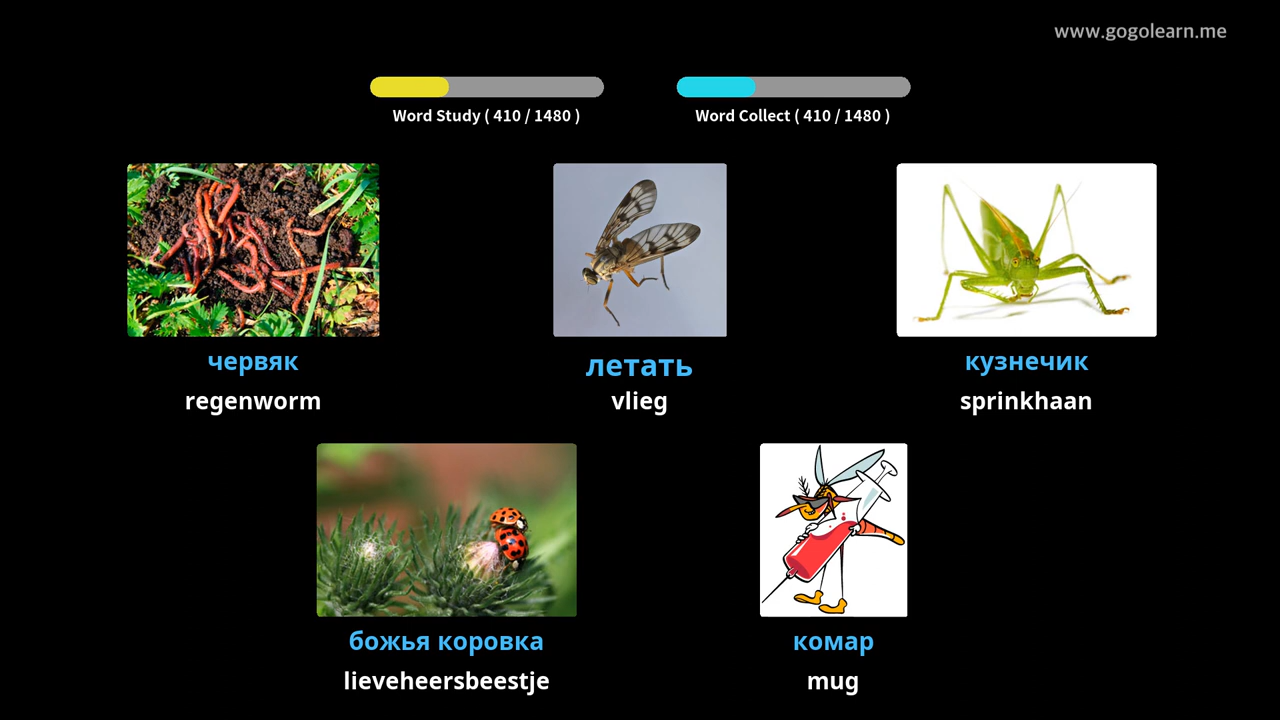 www.gogolearn.me
Word Study ( 410 / 1480 )
Word Collect ( 410 / 1480 )
червяк
regenworm
летать
vlieg
кузнечик
sprinkhaan
божья коровка
lieveheersbeestje
комар
mug